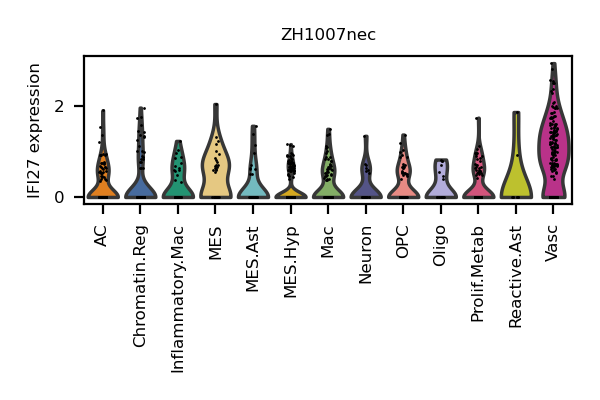 ZH1007nec
IFI27 expression
2
0
AC
Chromatin.Reg
Inflammatory.Mac
MES
MES.Ast
MES.Hyp
Mac
Neuron
OPC
Oligo
Prolif.Metab
Reactive.Ast
Vasc